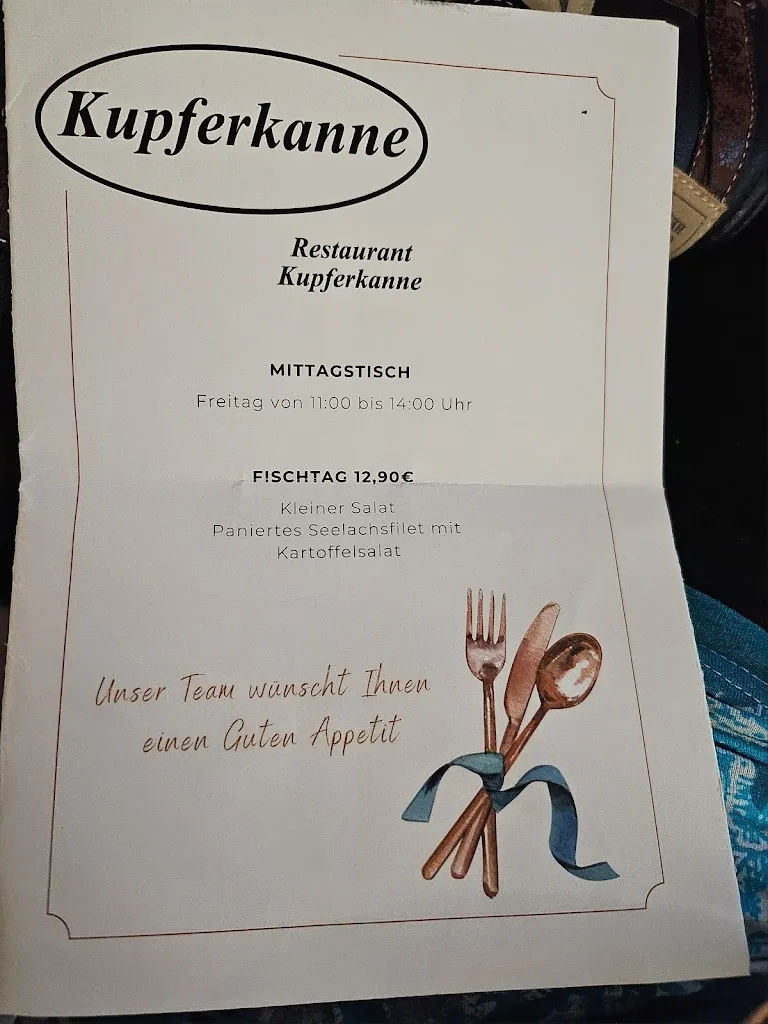 Kupferkanne
Restaurant
Kupferkanne
MITTAGSTISCH
Freitag von 11:00 bis 14:00 Uhr
FISCHTAG 12,90€
Kleiner Salat
Paniertes Seelachsfilet mit
Kartoffelsalat
Unser Team wünscht Ihnen
einen Guten Appetit